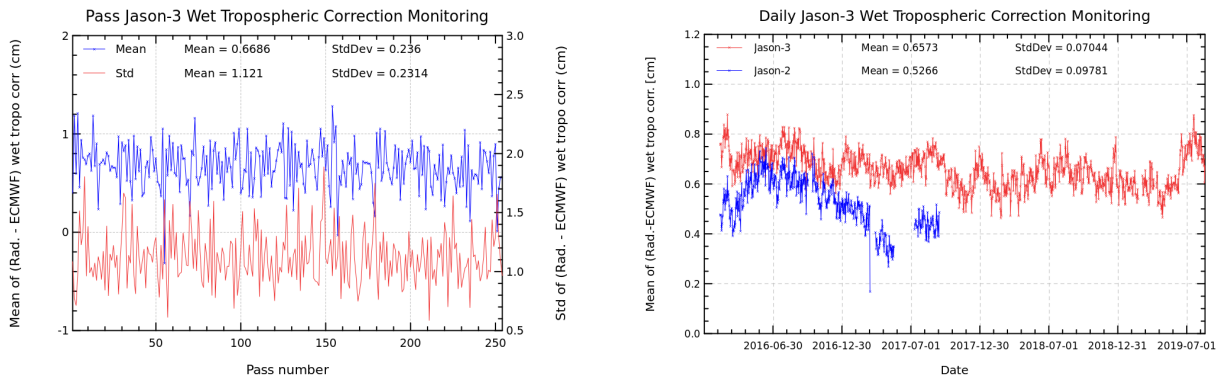 Pass Jason-3 Wet Tropospheric Correction Monitoring
Mean Mean = 0.6686 StdDev = 0.236
Std Mean = 1.121 StdDev = 0.2314
2
1
0
-1
3.0
2.5
2.0
1.5
1.0
0.5
50 100 150 200 250
Pass number
Mean of (Rad. - ECMWF) wet tropo corr (cm)
Std of (Rad. - ECMWF) wet tropo corr (cm)
Daily Jason-3 Wet Tropospheric Correction Monitoring
Jason-3 Mean = 0.6573 StdDev = 0.07044
Jason-2 Mean = 0.5266 StdDev = 0.09781
1.2
1.0
0.8
0.6
0.4
0.2
0.0
2016-06-30 2016-12-30 2017-07-01 2017-12-30 2018-07-01 2018-12-31 2019-07-01
Date
Mean of (Rad.-ECMWF) wet tropo corr. [cm]